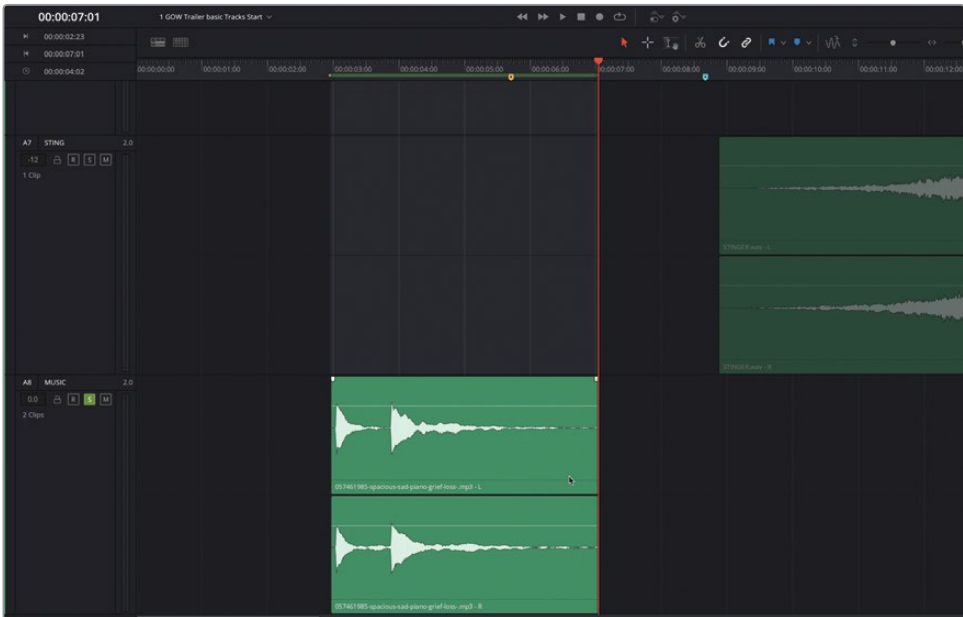 00:00:07:01
1 GOW Trailer basic Tracks Start
00:00:02:23
00:00:07:01
00:00:04:02
00:00:00:00 00:00:01:00 00:00:02:00 00:00:03:00 00:00:04:00 00:00:05:00 00:00:06:00 00:00:07:00 00:00:08:00 00:00:09:00 00:00:10:00 00:00:11:00 00:00:12:00
A7 STING 2.0
-12 R S M
1 Clip
STINGER.wav - L
STINGER.wav - R
A8 MUSIC 2.0
0.0 R S M
2 Clips
057461985-spacious-sad-piano-grief-loss-.mp3 - L
057461985-spacious-sad-piano-grief-loss-.mp3 - R